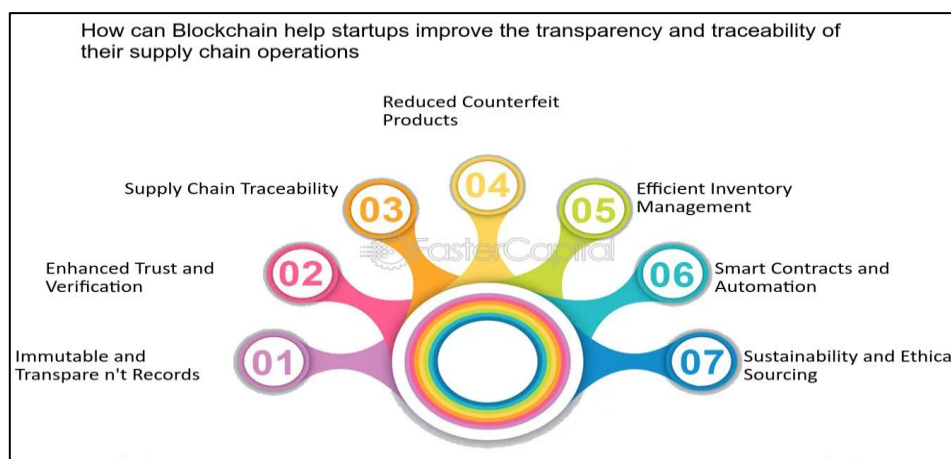 How can Blockchain help startups improve the transparency and traceability of
their supply chain operations
Reduced Counterfeit
Products
04
Supply Chain Traceability
03
05
Efficient Inventory
Management
FasterCapital
Enhanced Trust and
Verification
02
06
Smart Contracts and
Automation
Immutable and
Transpare n't Records
01
07
Sustainability and Ethica
Sourcing